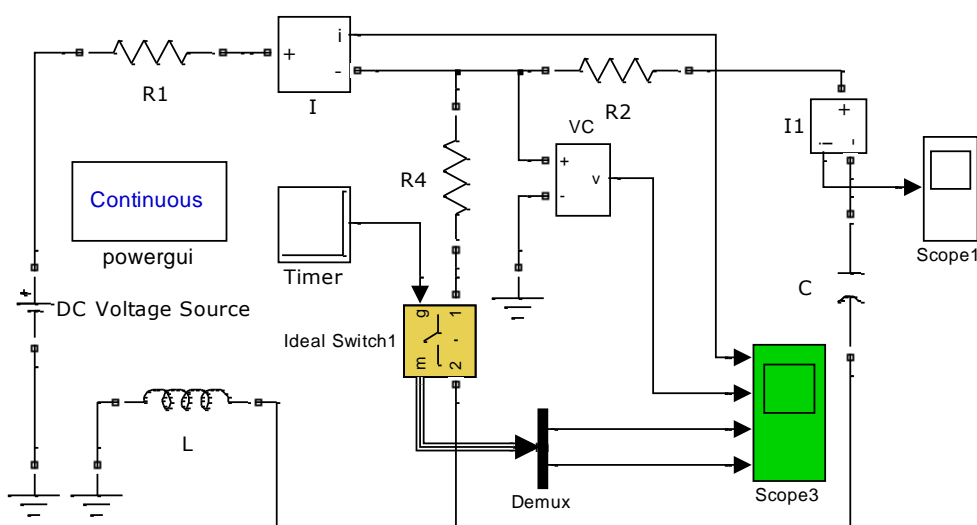 R1
+
i
-
I
R2
VC
+
v
-
I1
+
i
-
Scope1
R4
Continuous
powergui
Timer
+
DC Voltage Source
Ideal Switch1
g
1
m
2
C
L
Demux
Scope3